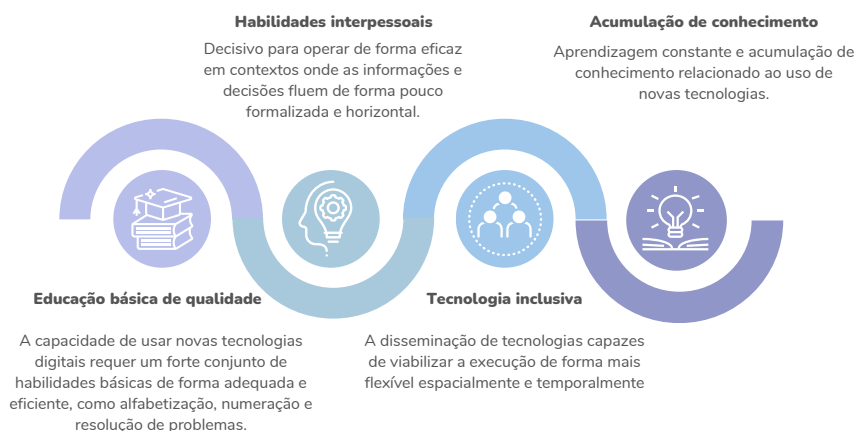 Habilidades interpessoais
Decisivo para operar de forma eficaz
em contextos onde as informações e
decisões fluem de forma pouco
formalizada e horizontal.
Acumulação de conhecimento
Aprendizagem constante e acumulação de
conhecimento relacionado ao uso de
novas tecnologias.
Educação básica de qualidade
A capacidade de usar novas tecnologias
digitais requer um forte conjunto de
habilidades básicas de forma adequada e
eficiente, como alfabetização, numeração e
resolução de problemas.
Tecnologia inclusiva
A disseminação de tecnologias capazes
de viabilizar a execução de forma mais
flexível espacialmente e temporalmente